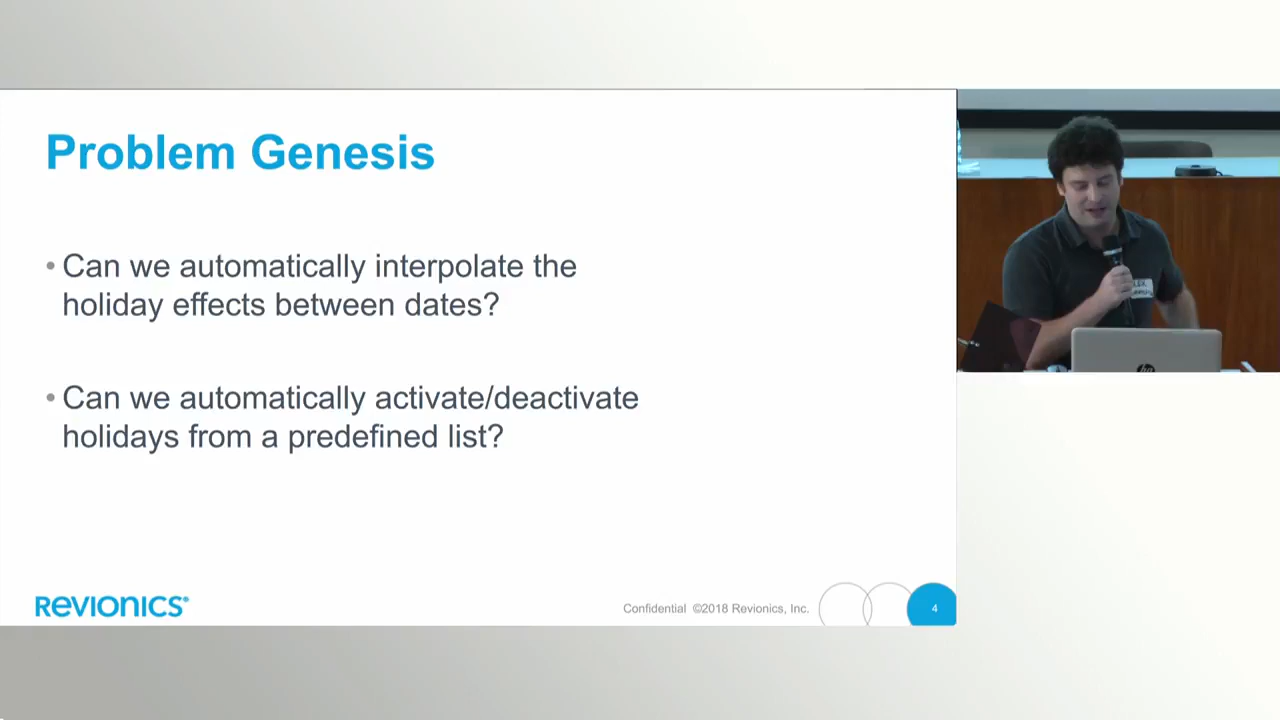 Problem Genesis
• Can we automatically interpolate the
holiday effects between dates?
• Can we automatically activate/deactivate
holidays from a predefined list?
REVIONICS®
Confidential ©2018 Revionics, Inc.
4
hp